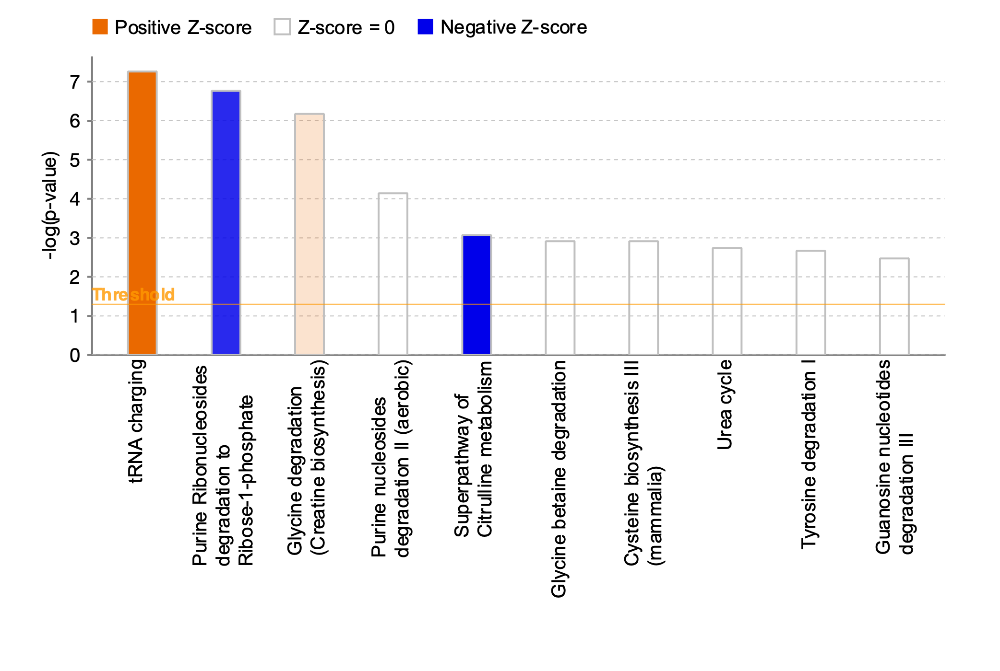 Positive Z-score
Z-score = 0
Negative Z-score
-log(p-value)
7
6
5
4
3
2
1
0
Threshold
tRNA charging
Purine Ribonucleosides
degradation to
Ribose-1-phosphate
Glycine degradation
(Creatine biosynthesis)
Purine nucleosides
degradation II (aerobic)
Superpathway of
Citrulline metabolism
Glycine betaine degradation
Cysteine biosynthesis III
(mammalia)
Urea cycle
Tyrosine degradation I
Guanosine nucleotides
degradation III